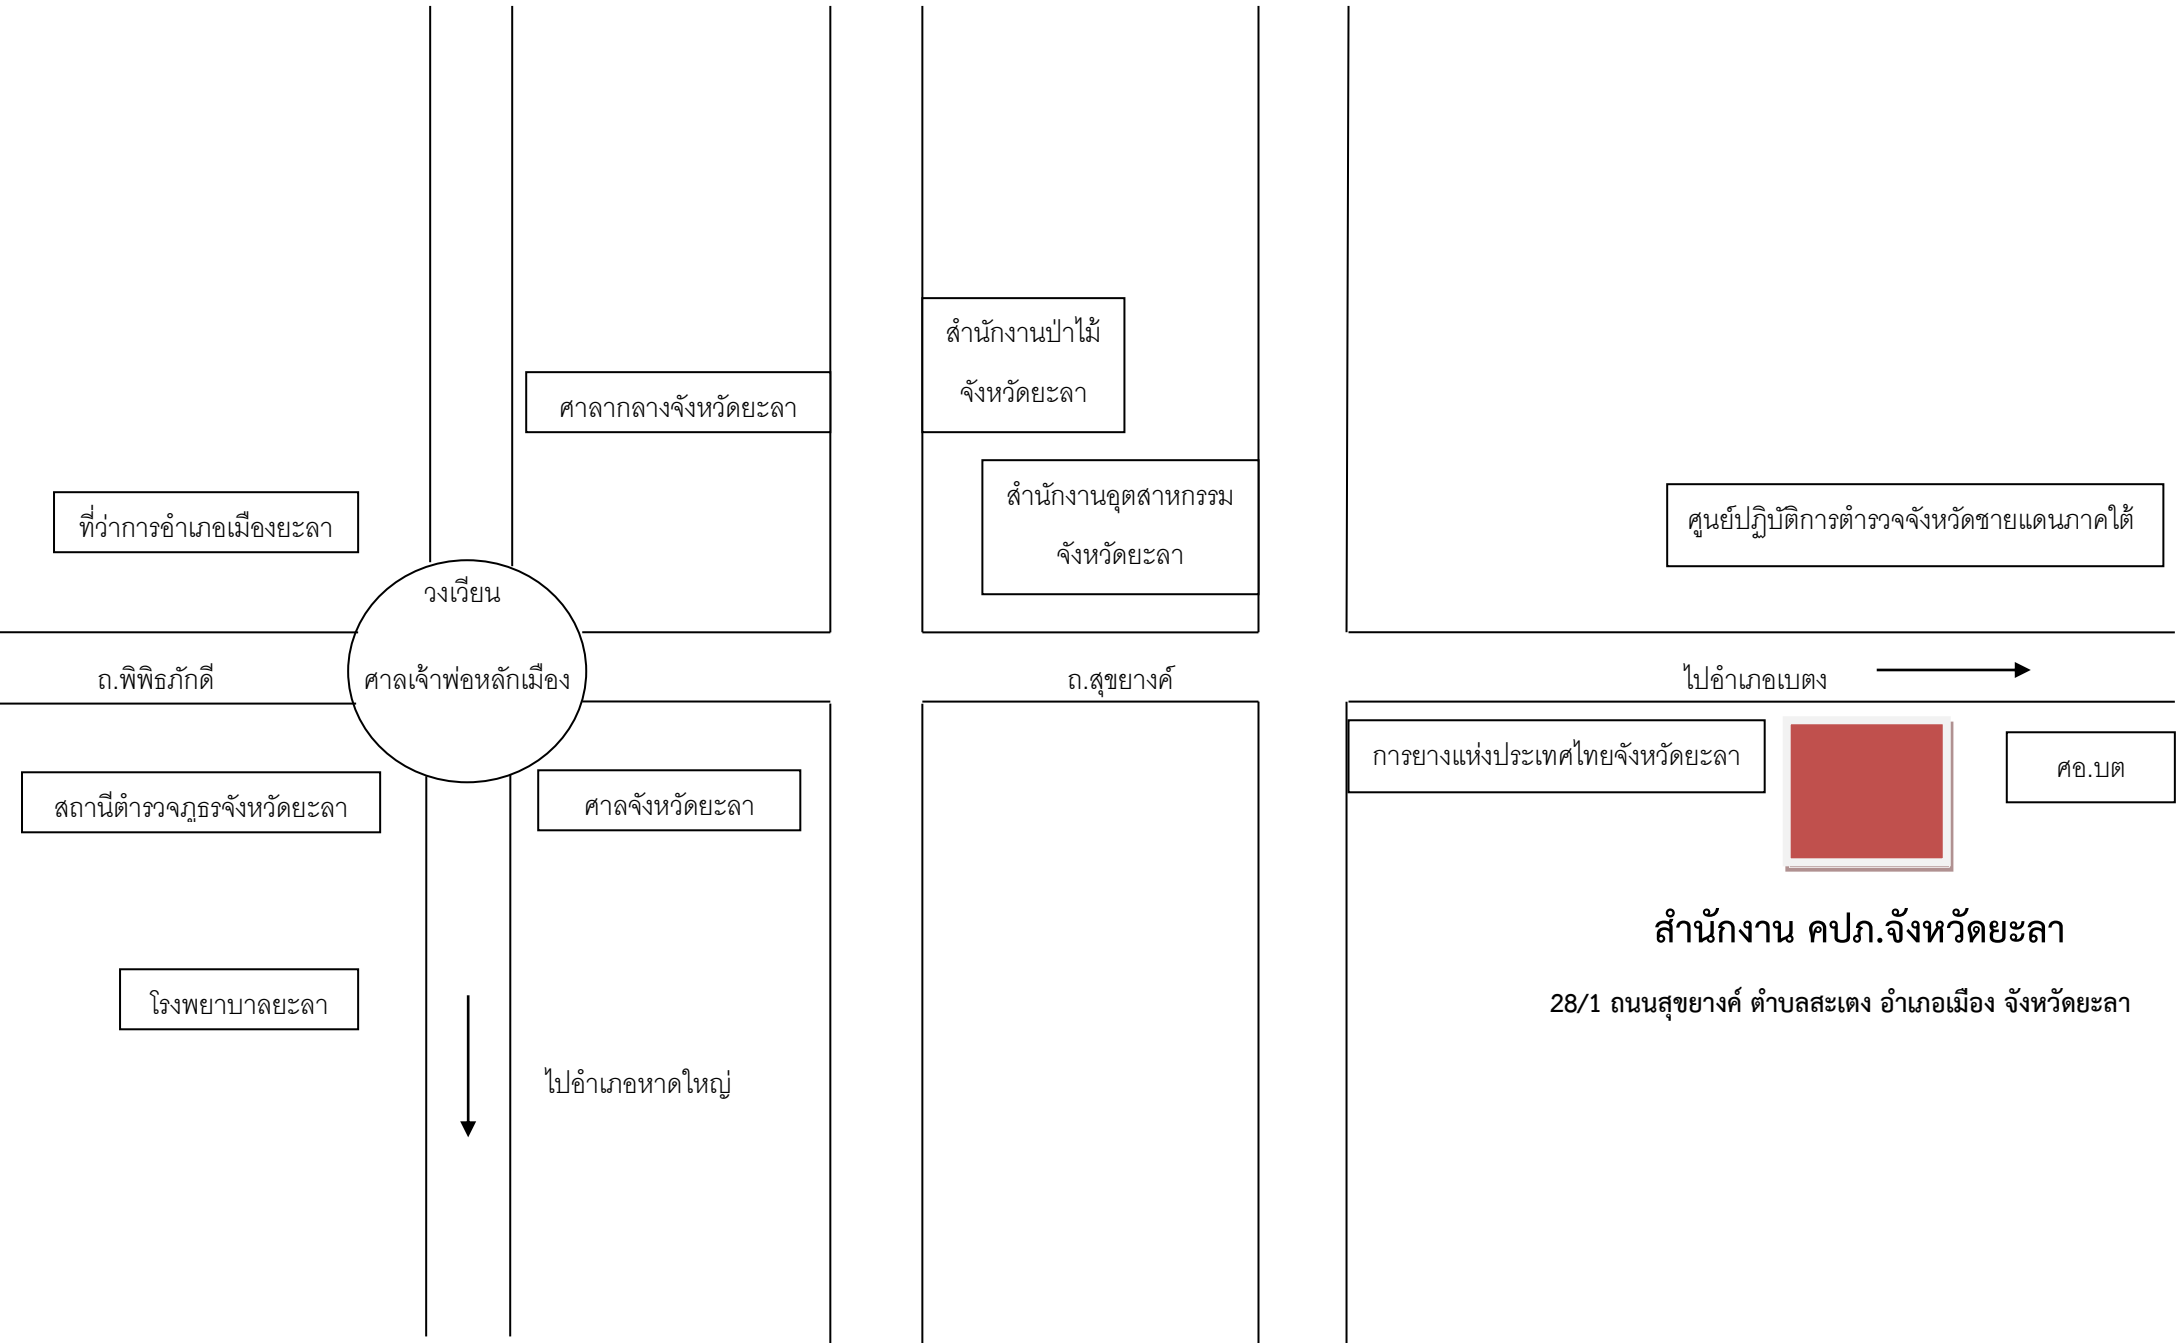 สำนักงานป่าไม้
จังหวัดยะลา
ศาลากลางจังหวัดยะลา
สำนักงานอุตสาหกรรม
จังหวัดยะลา
ที่ว่าการอำเภอเมืองยะลา
ศูนย์ปฏิบัติการตำรวจจังหวัดชายแดนภาคใต้
วงเวียน
ศาลเจ้าพ่อหลักเมือง
ถ.พิพิธภักดี
ถ.สุขยางค์
ไปอำเภอเบตง
การยางแห่งประเทศไทยจังหวัดยะลา
ศอ.บต
สถานีตำรวจภูธรจังหวัดยะลา
ศาลจังหวัดยะลา
สำนักงาน คปภ.จังหวัดยะลา
28/1 ถนนสุขยางค์ ตำบลสะเตง อำเภอเมือง จังหวัดยะลา
โรงพยาบาลยะลา
ไปอำเภอหาดใหญ่